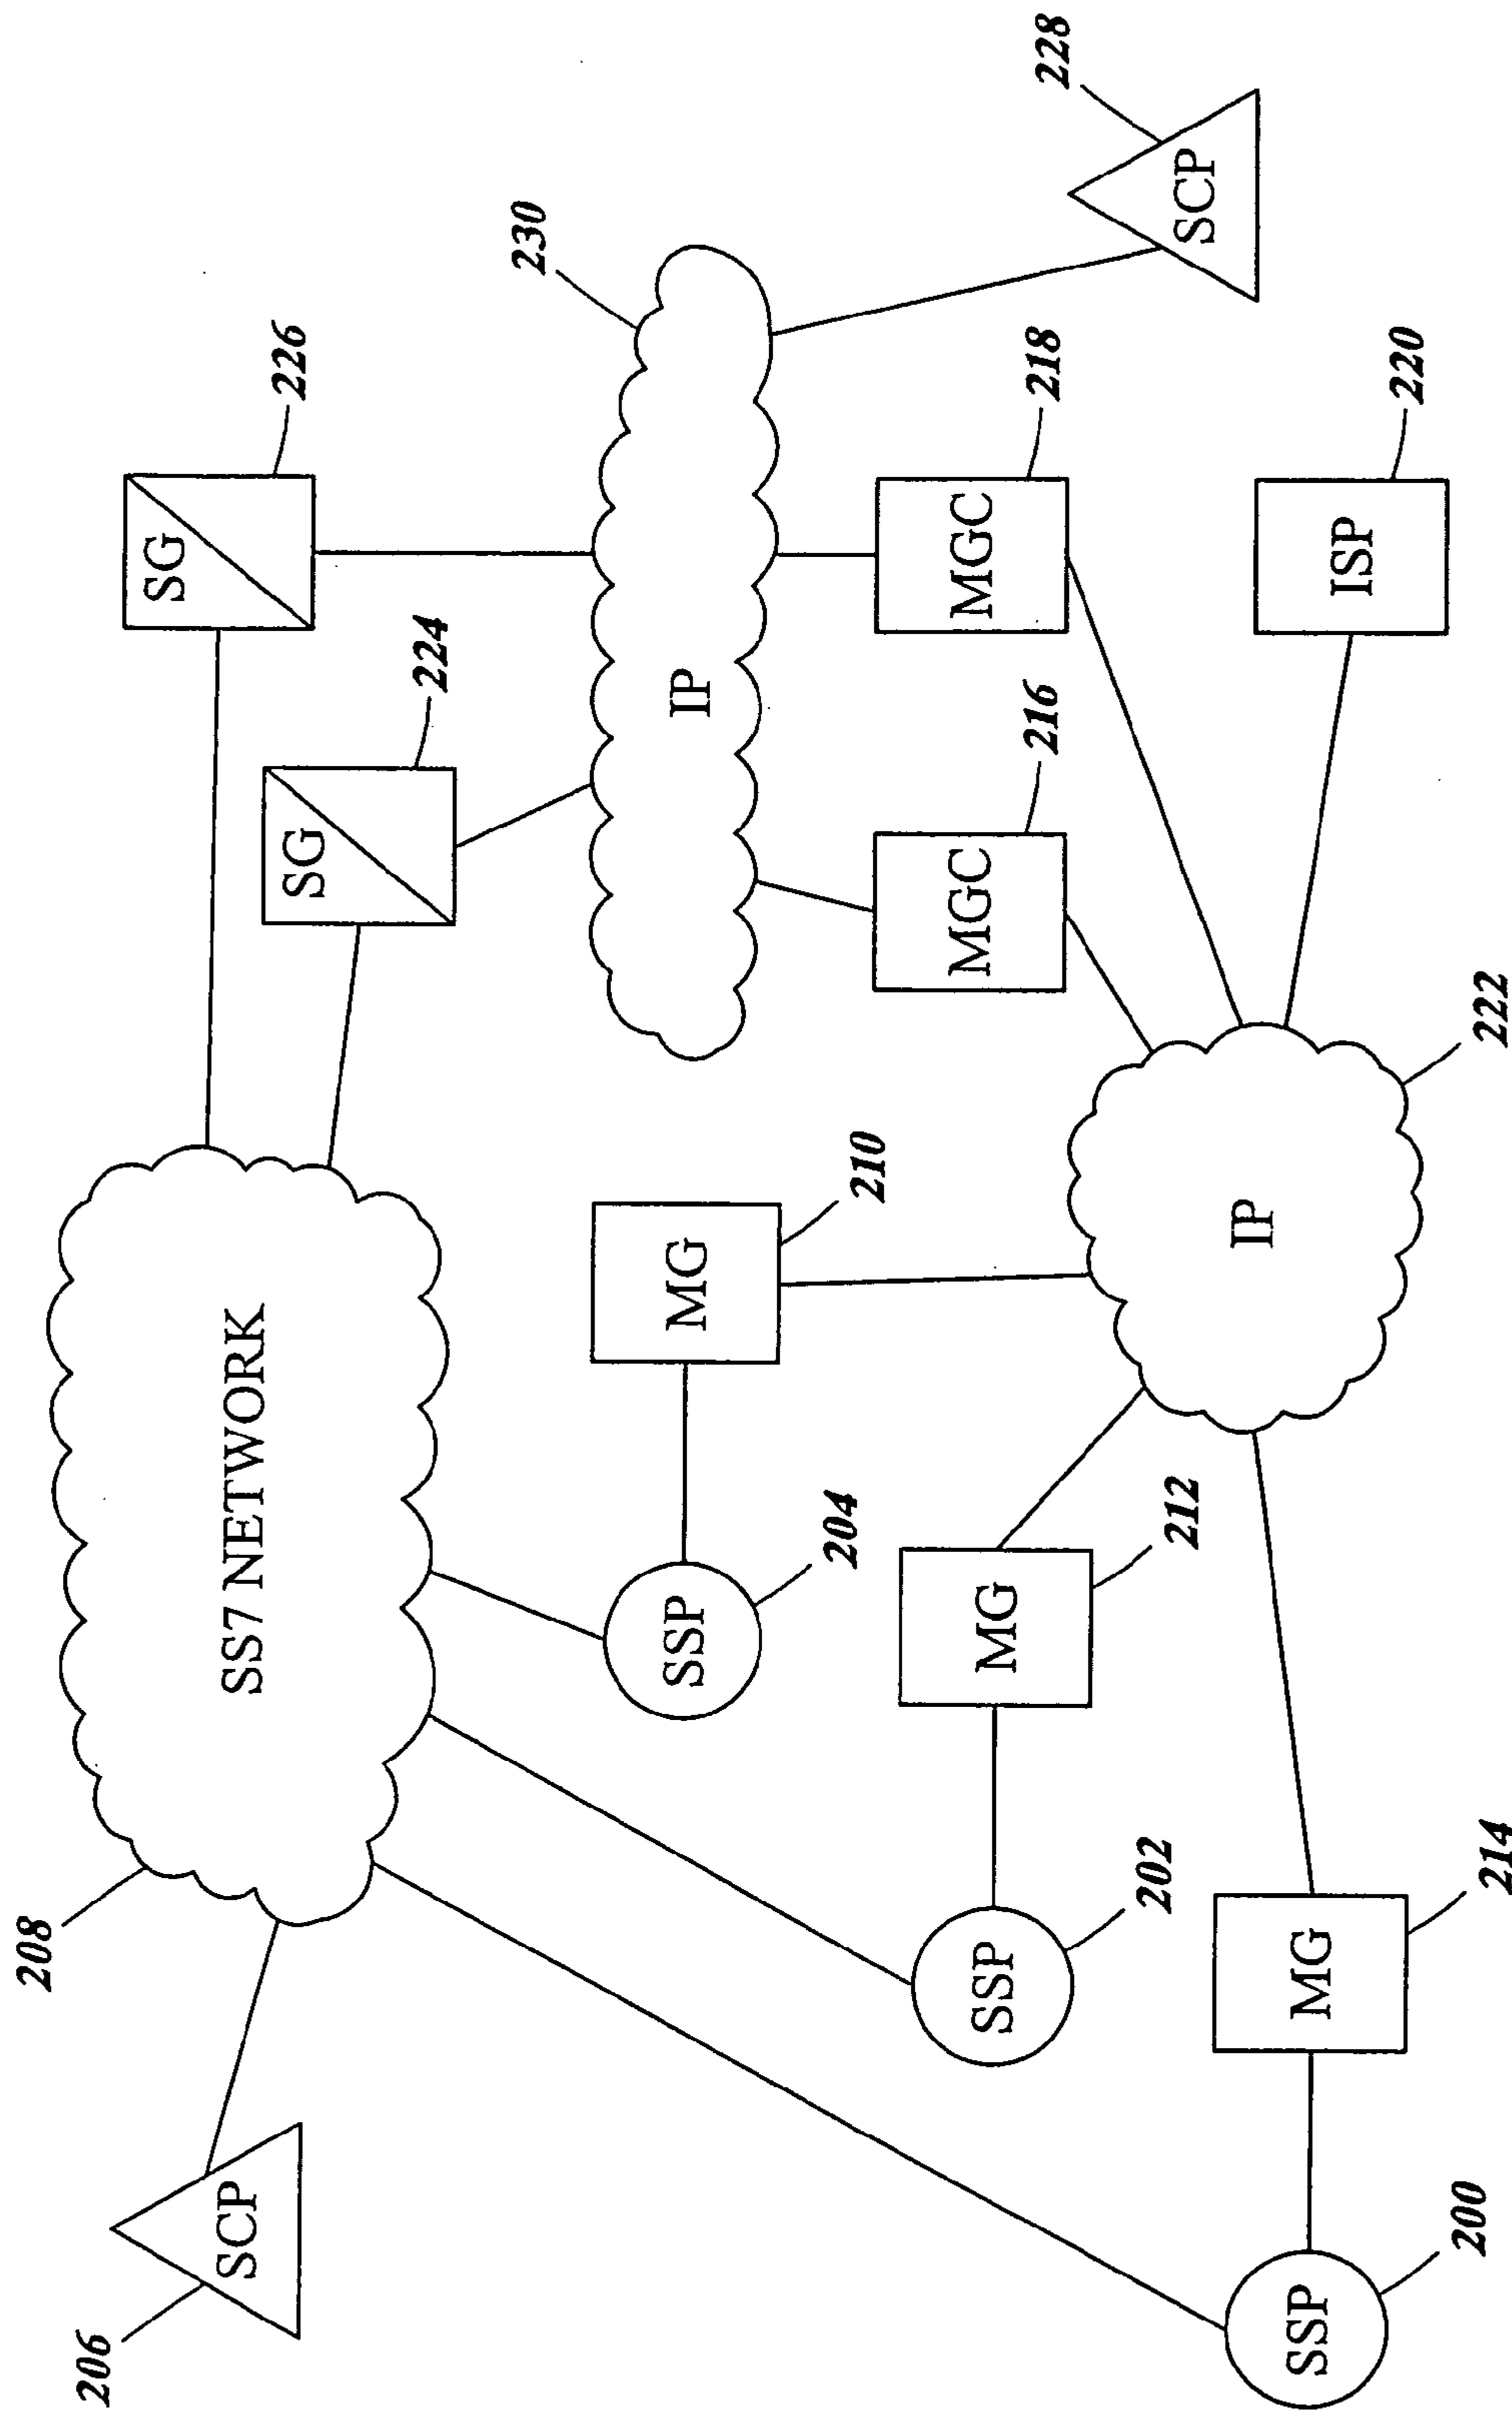 206
SCP
208
SS7 NETWORK
SG
226
SG
224
230
IP
SSP
204
MG
210
SSP
202
MG
212
MGC
216
MGC
218
SCP
228
SSP
200
MG
214
IP
222
ISP
220